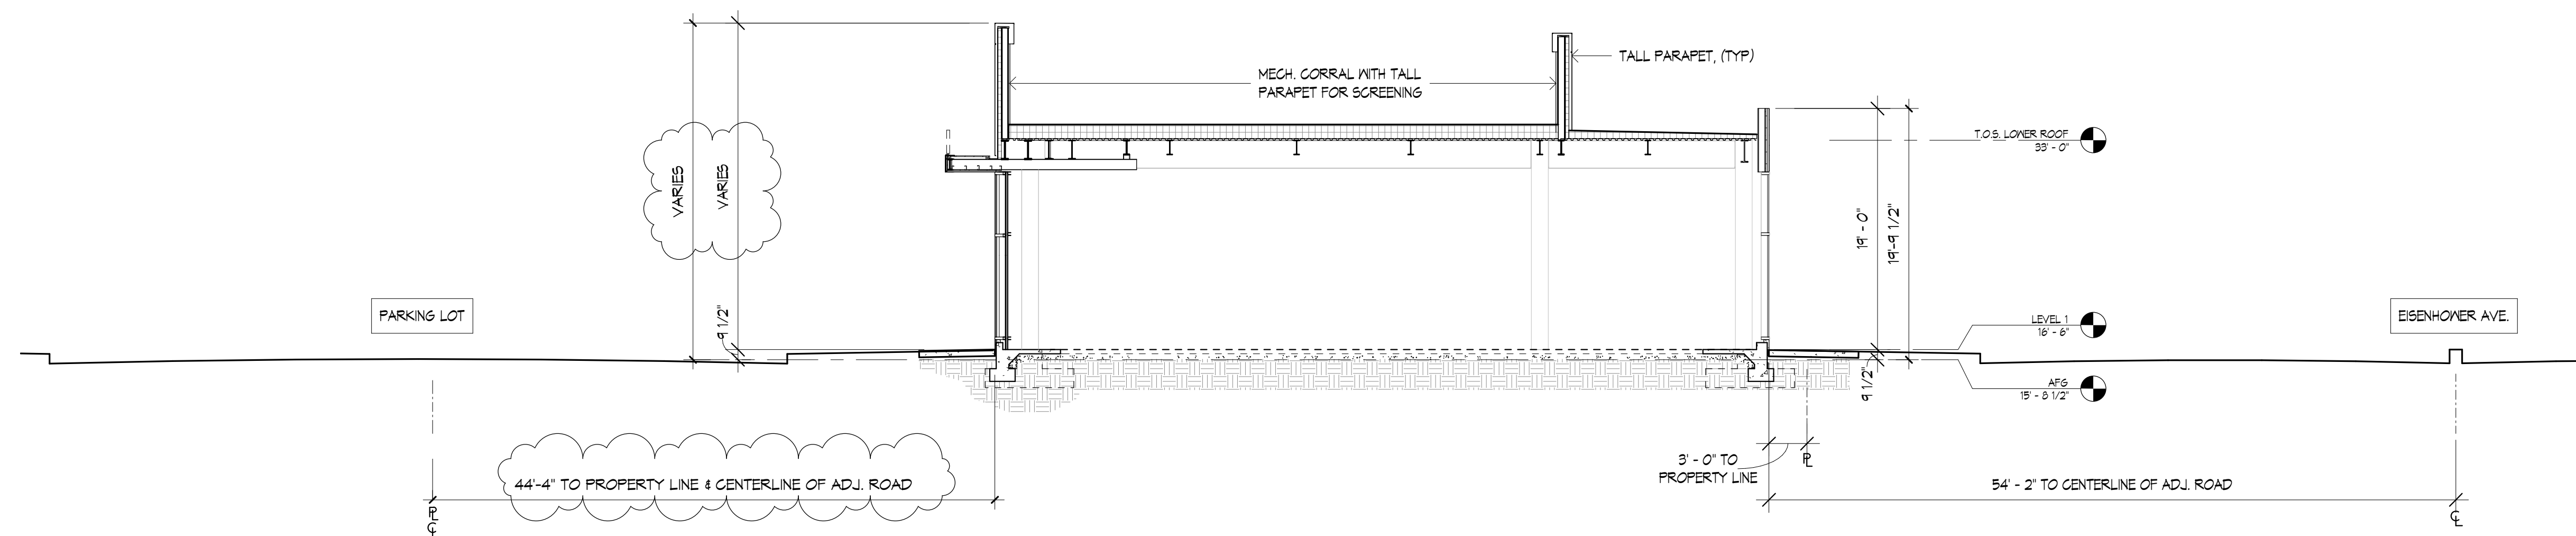 TALL PARAPET, (TYP)
MECH. CORRAL WITH TALL
PARAPET FOR SCREENING
T.O.S. LOWER ROOF
33' - 0"
VARIES
VARIES
19' - 0"
19'-9 1/2"
9 1/2"
PARKING LOT
LEVEL 1
16' - 6"
EISENHOWER AVE.
9 1/2"
AFG
15' - 8 1/2"
3' - 0" TO
PROPERTY LINE
PL
44'-4" TO PROPERTY LINE & CENTERLINE OF ADJ. ROAD
54' - 2" TO CENTERLINE OF ADJ. ROAD
PL
CL
CL